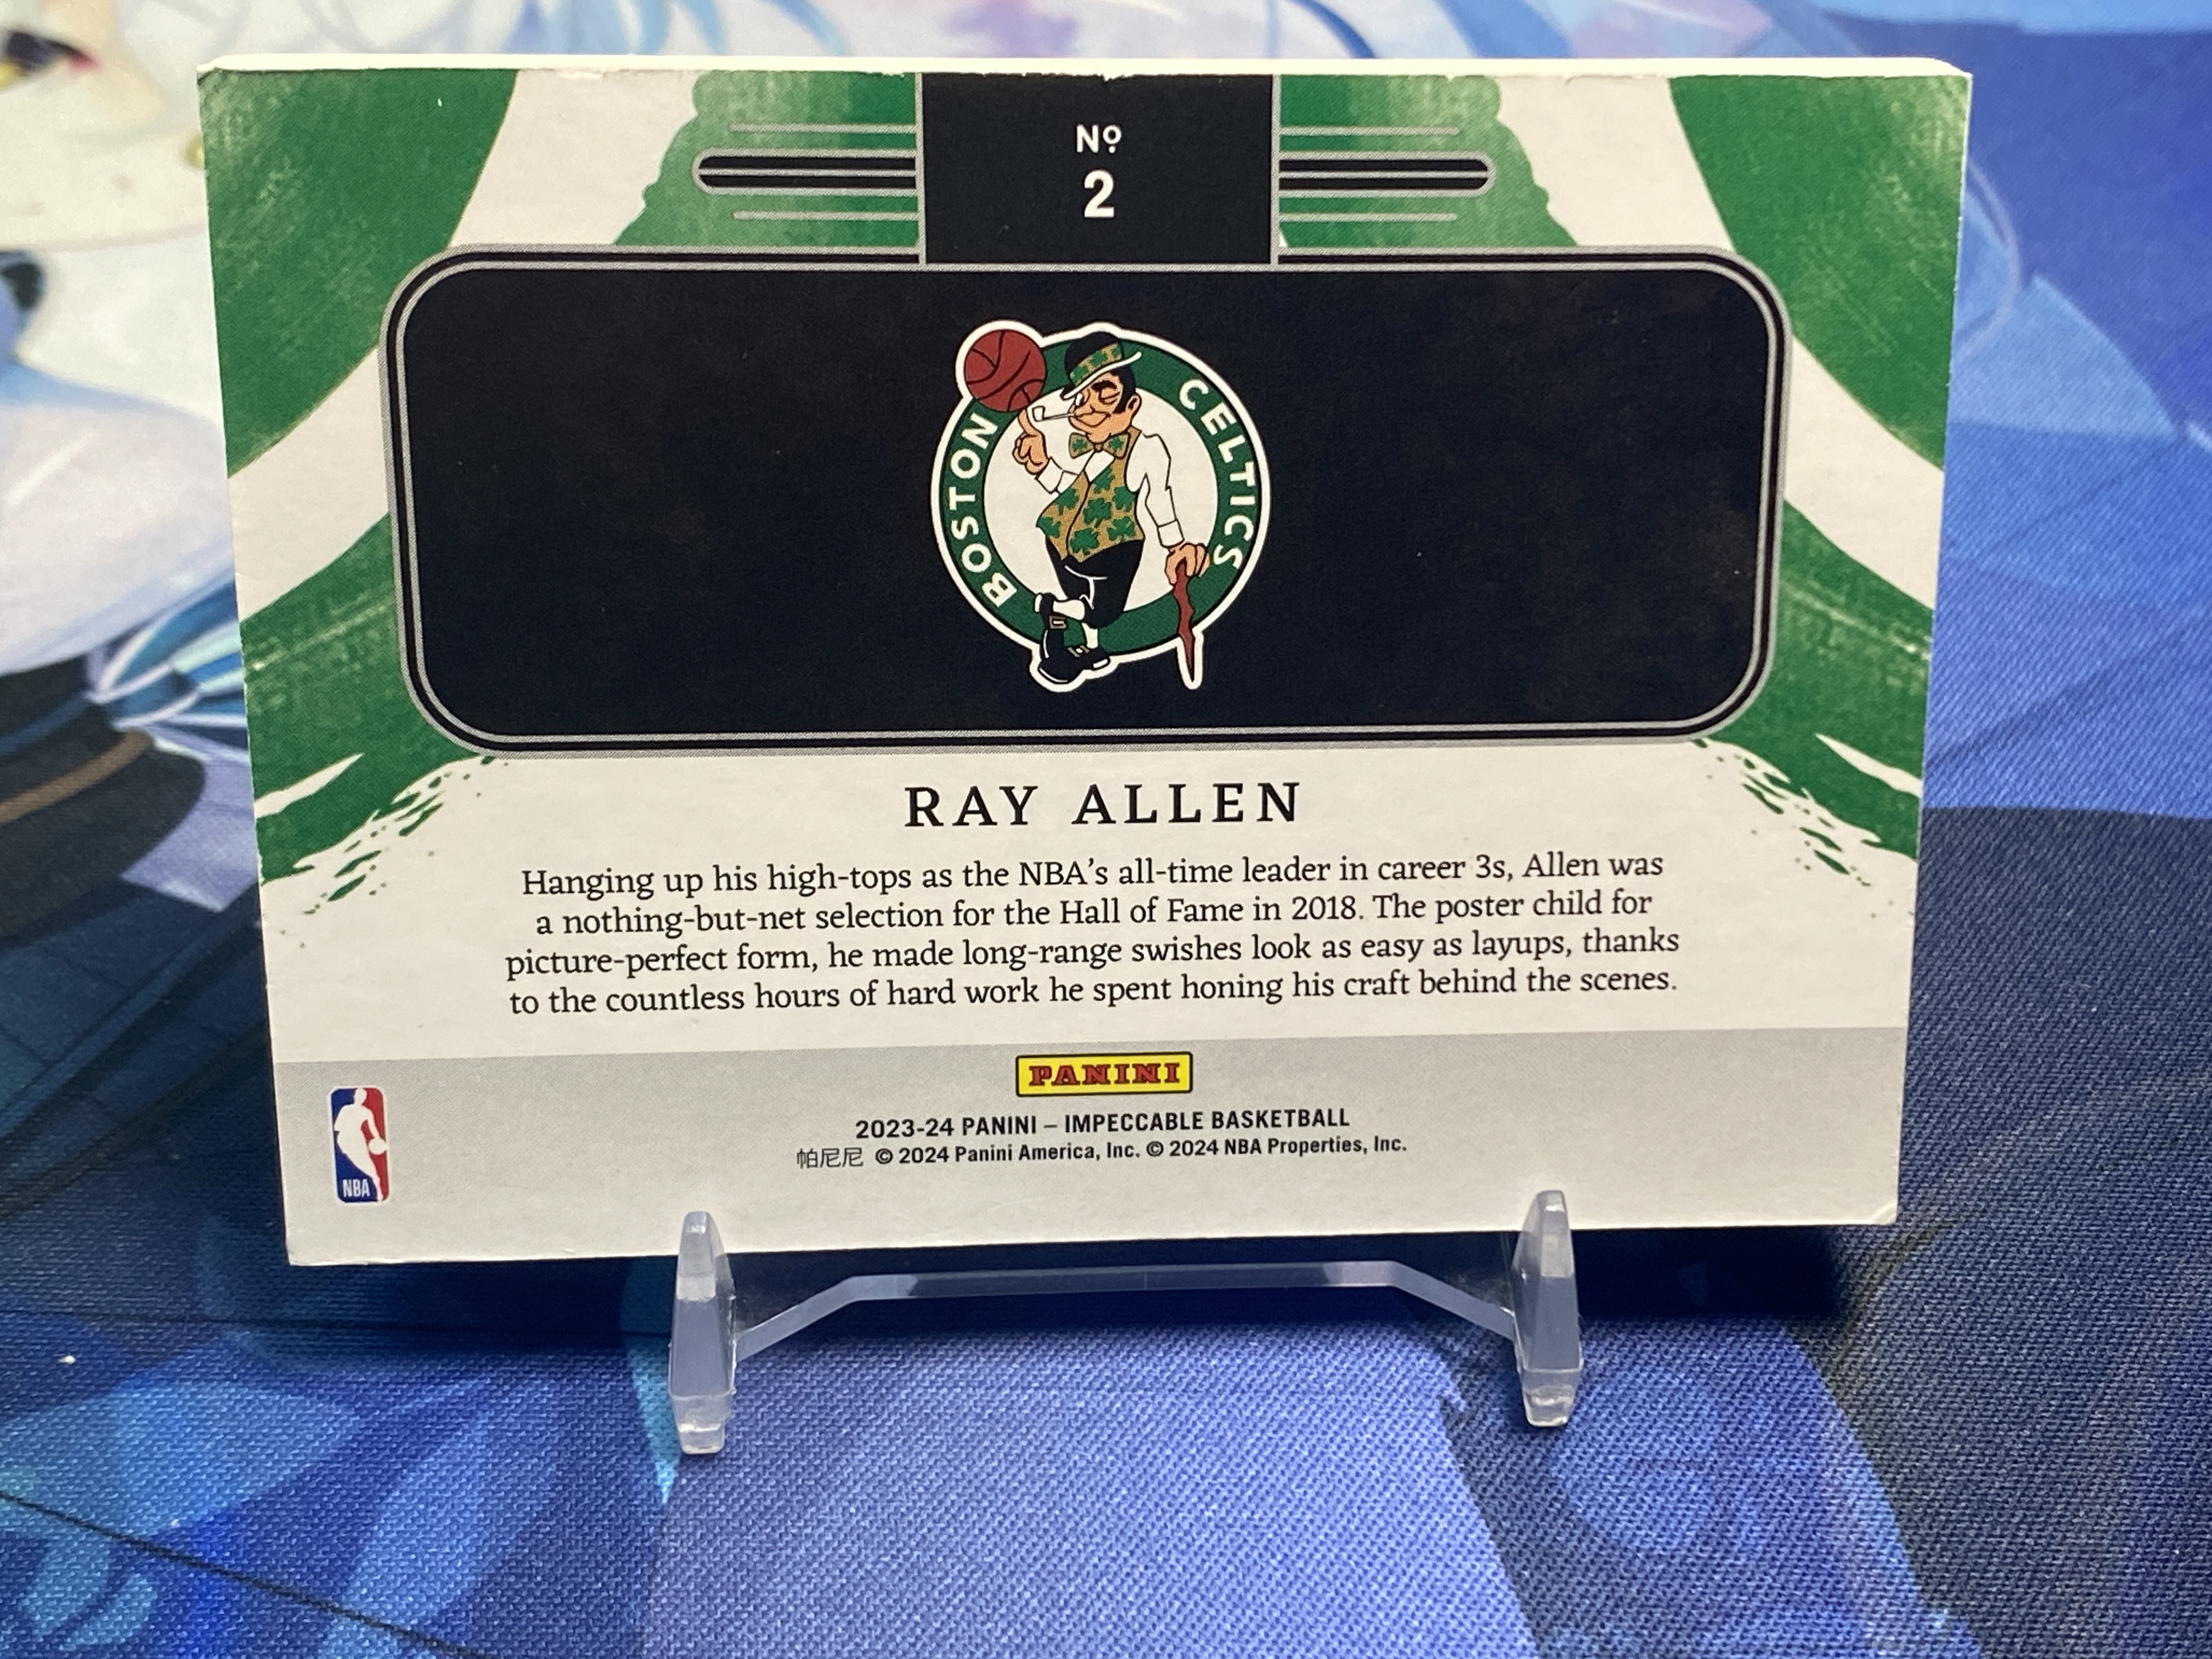 Nº
2
BOSTON CELTICS
RAY ALLEN
Hanging up his high-tops as the NBA's all-time leader in career 3s, Allen was
a nothing-but-net selection for the Hall of Fame in 2018. The poster child for
picture-perfect form, he made long-range swishes look as easy as layups, thanks
to the countless hours of hard work he spent honing his craft behind the scenes.
PANINI
2023-24 PANINI – IMPECCABLE BASKETBALL
帕尼尼 © 2024 Panini America, Inc. © 2024 NBA Properties, Inc.
NBA